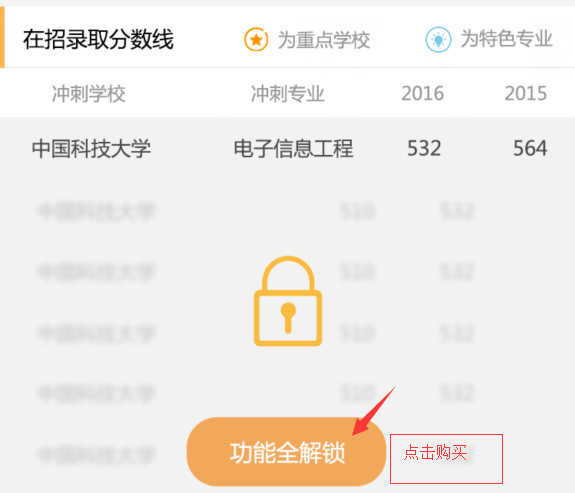 在招录取分数线 为重点学校 为特色专业
冲刺学校 冲刺专业 2016 2015
中国科技大学 电子信息工程 532 564
中国科技大学 510 532
中国科技大学 510 532
中国科技大学 510 532
中国科技大学 510 532
中国科技大学
功能全解锁 点击购买